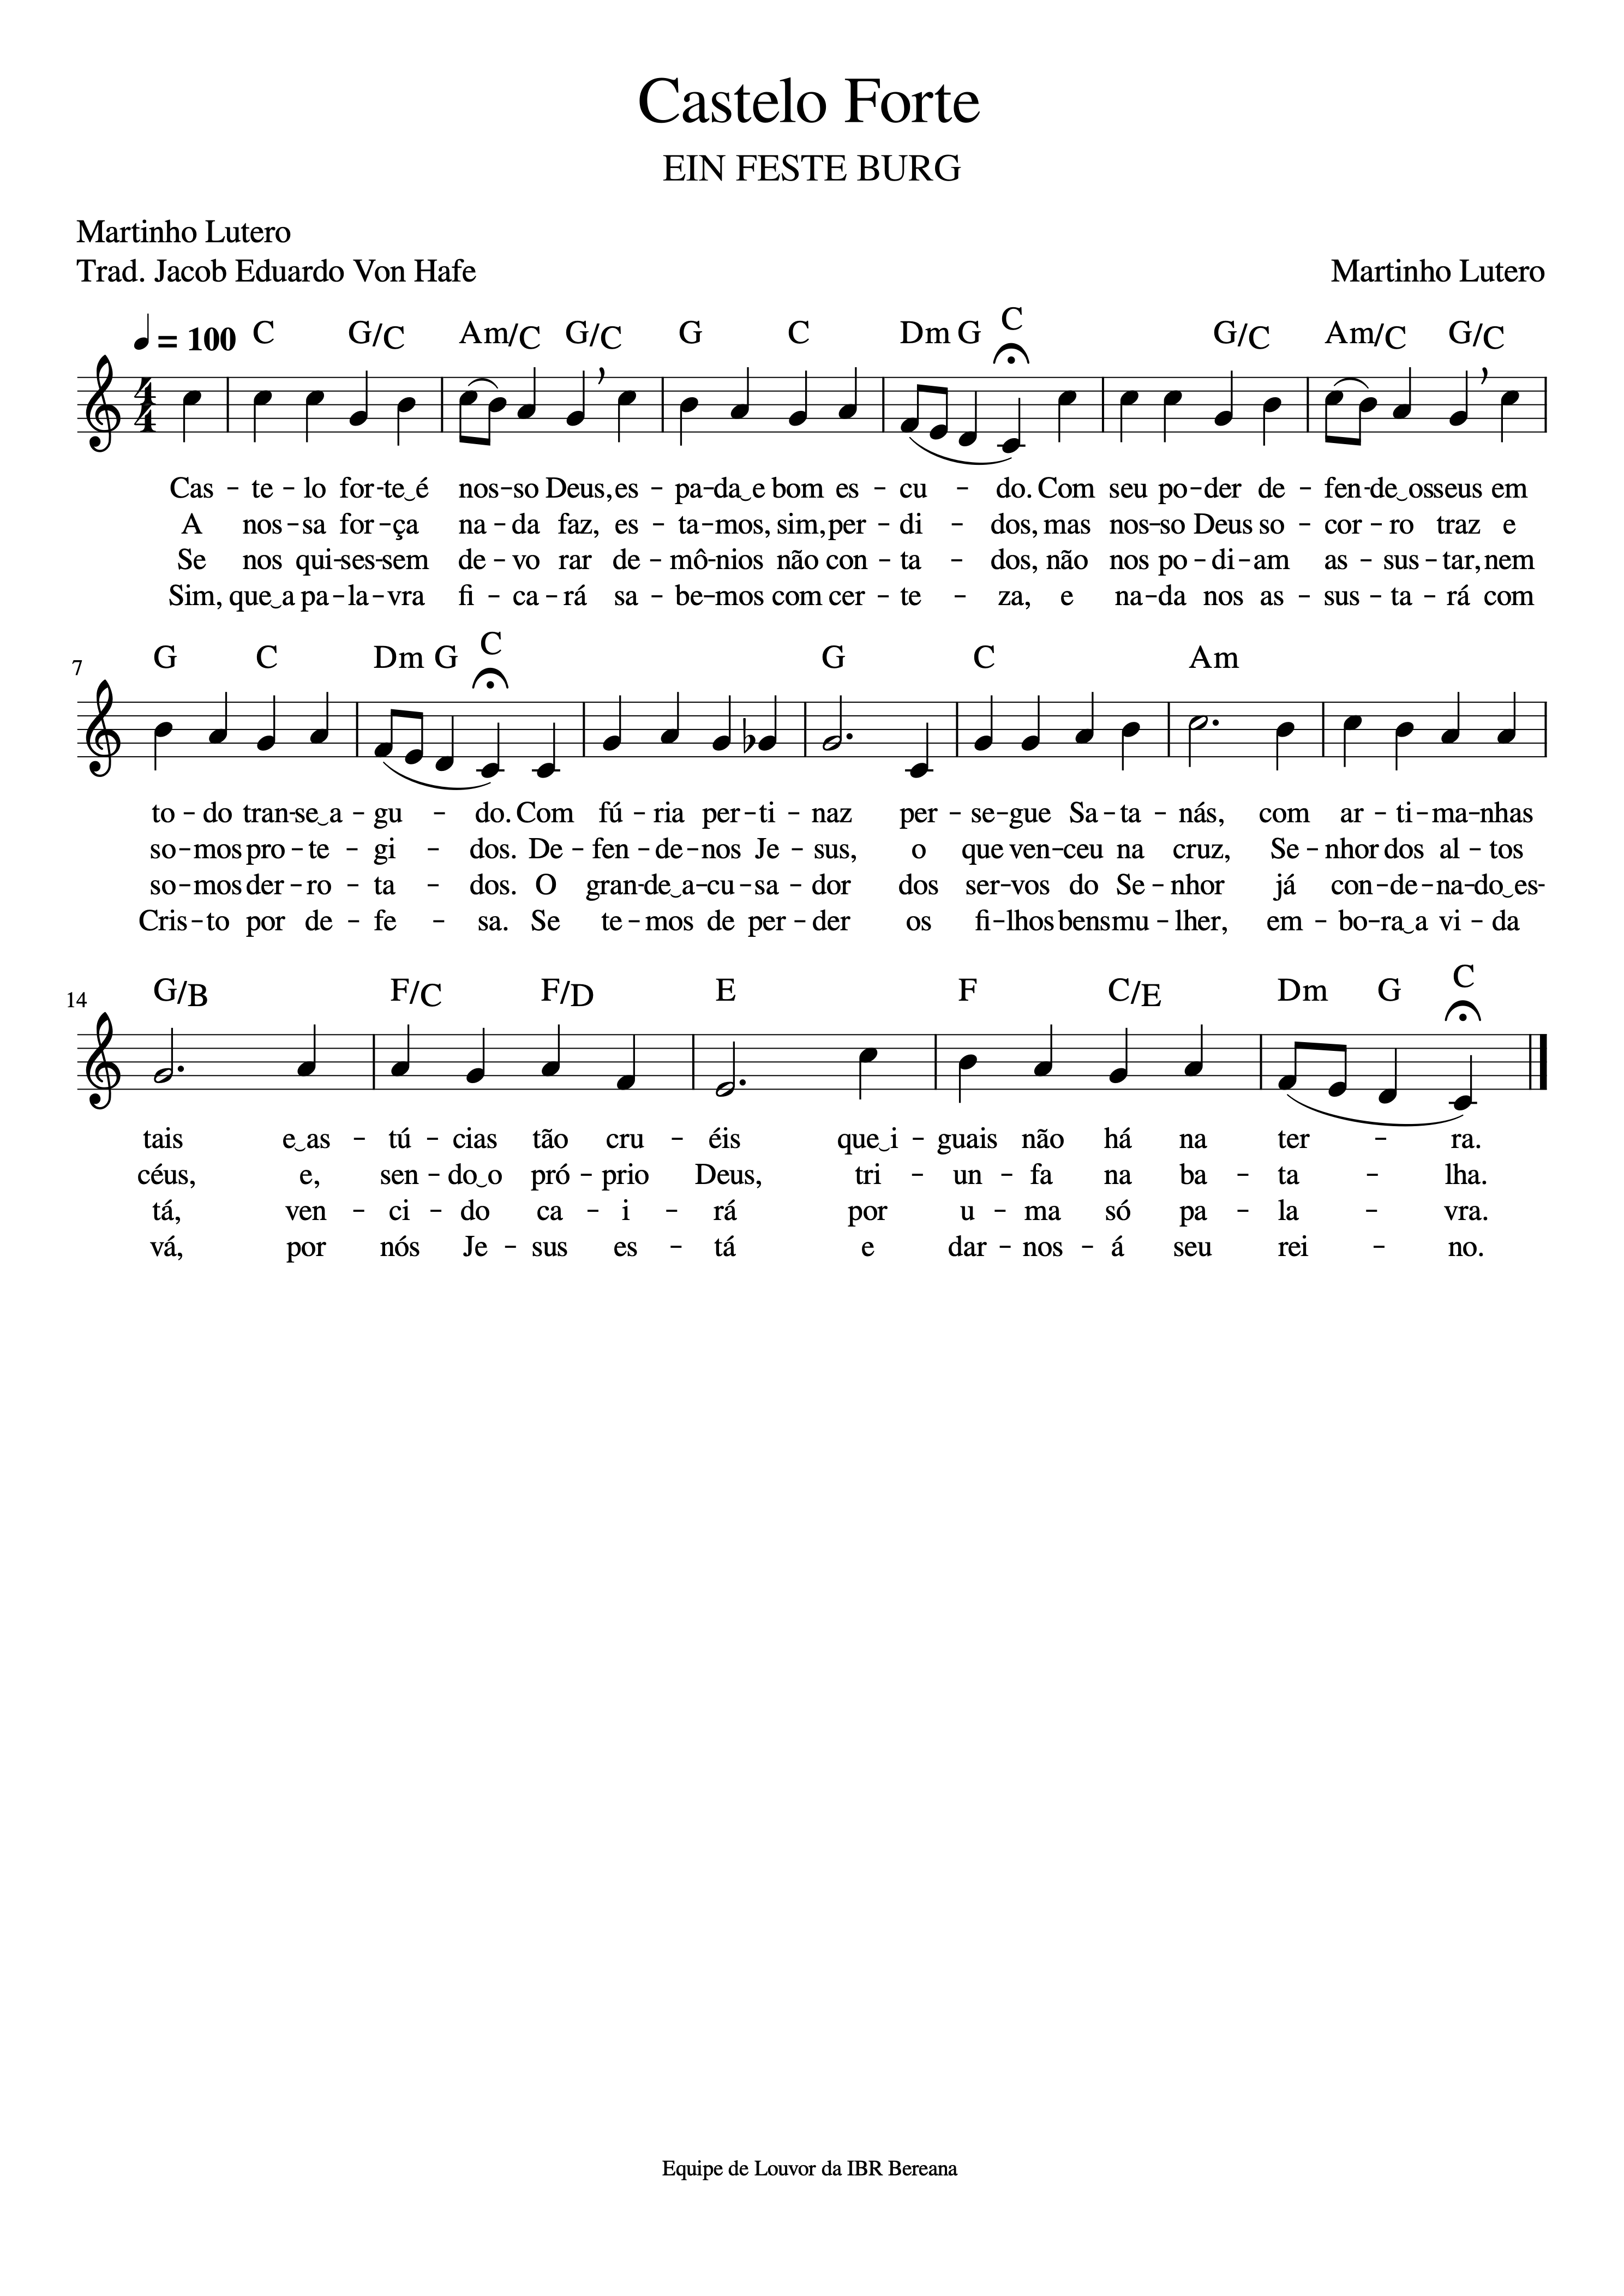 Castelo Forte
EIN FESTE BURG
Martinho Lutero
Trad. Jacob Eduardo Von Hafe
Martinho Lutero
= 100 C G/C Am/C G/C G C Dm G C G/C Am/C G/C
4
4
Cas - te - lo for - te‿é nos - so Deus, es - pa - da‿e bom es - cu - do. Com seu po - der de - fen - de‿os seus em
A nos - sa for - ça na - da faz, es - ta - mos, sim, per - di - dos, mas nos - so Deus so - cor - ro traz e
Se nos qui - ses - sem de - vo rar de - mô - nios não con - ta - dos, não nos po - di - am as - sus - tar, nem
Sim, que‿a pa - la - vra fi - ca - rá sa - be - mos com cer - te - za, e na - da nos as - sus - ta - rá com
7 G C Dm G C G C Am
to - do tran - se‿a - gu - do. Com fú - ria per - ti - naz per - se - gue Sa - ta - nás, com ar - ti - ma - nhas
so - mos pro - te - gi - dos. De - fen - de - nos Je - sus, o que ven - ceu na cruz, Se - nhor dos al - tos
so - mos der - ro - ta - dos. O gran - de‿a - cu - sa - dor dos ser - vos do Se - nhor já con - de - na - do‿es -
Cris - to por de - fe - sa. Se te - mos de per - der os fi - lhos bens mu - lher, em - bo - ra‿a vi - da
14 G/B F/C F/D E F C/E Dm G C
tais e‿as - tú - cias tão cru - éis que‿i - guais não há na ter - ra.
céus, e, sen - do‿o pró - prio Deus, tri - un - fa na ba - ta - lha.
tá, ven - ci - do ca - i - rá por u - ma só pa - la - vra.
vá, por nós Je - sus es - tá e dar - nos - á seu rei - no.
Equipe de Louvor da IBR Bereana